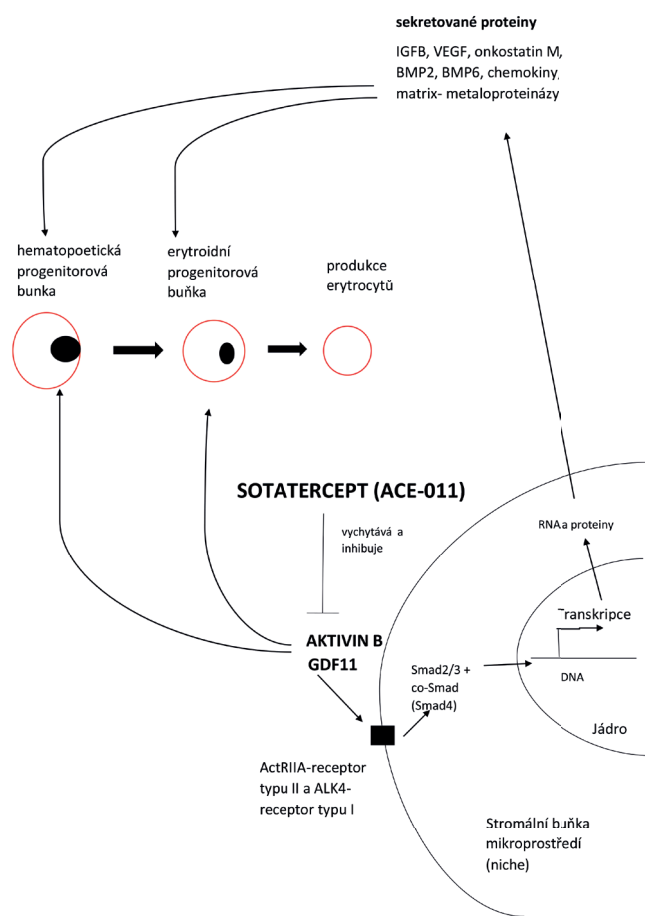 sekretované proteiny
IGFB, VEGF, onkostatin M,
BMP2, BMP6, chemokiny,
matrix- metaloproteinázy
hematopoetická
progenitorová
bunka
erytroidní
progenitorová
buňka
produkce
erytrocytů
SOTATERCEPT (ACE-011)
vychytává a
inhibuje
RNA a proteiny
Transkripce
DNA
Jádro
AKTIVIN B
GDF11
Smad2/3 +
co-Smad
(Smad4)
ActRIIA-receptor
typu II a ALK4-
receptor typu I
Stromální buňka
mikroprostředí
(niche)